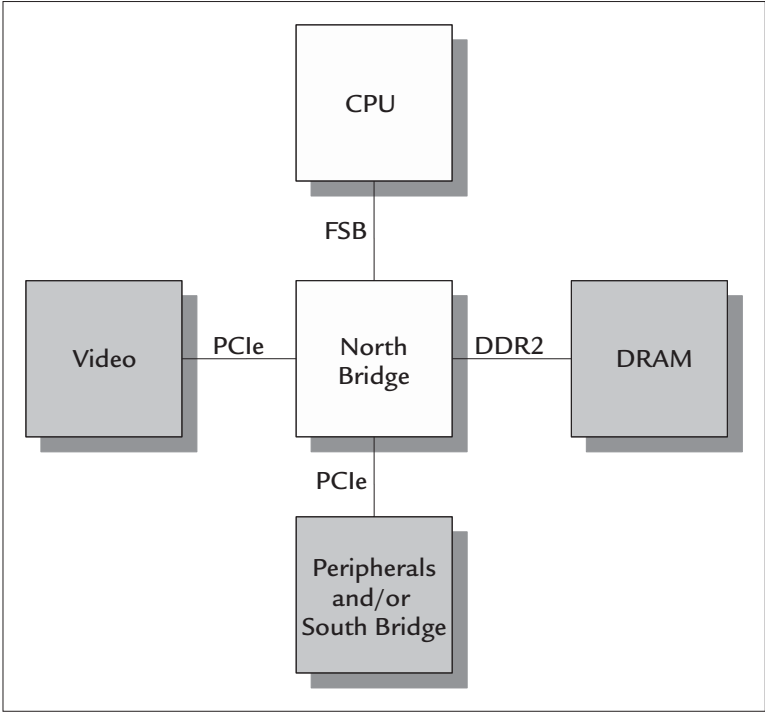 CPU
FSB
Video
PCIe
North
Bridge
DDR2
DRAM
PCIe
Peripherals
and/or
South Bridge